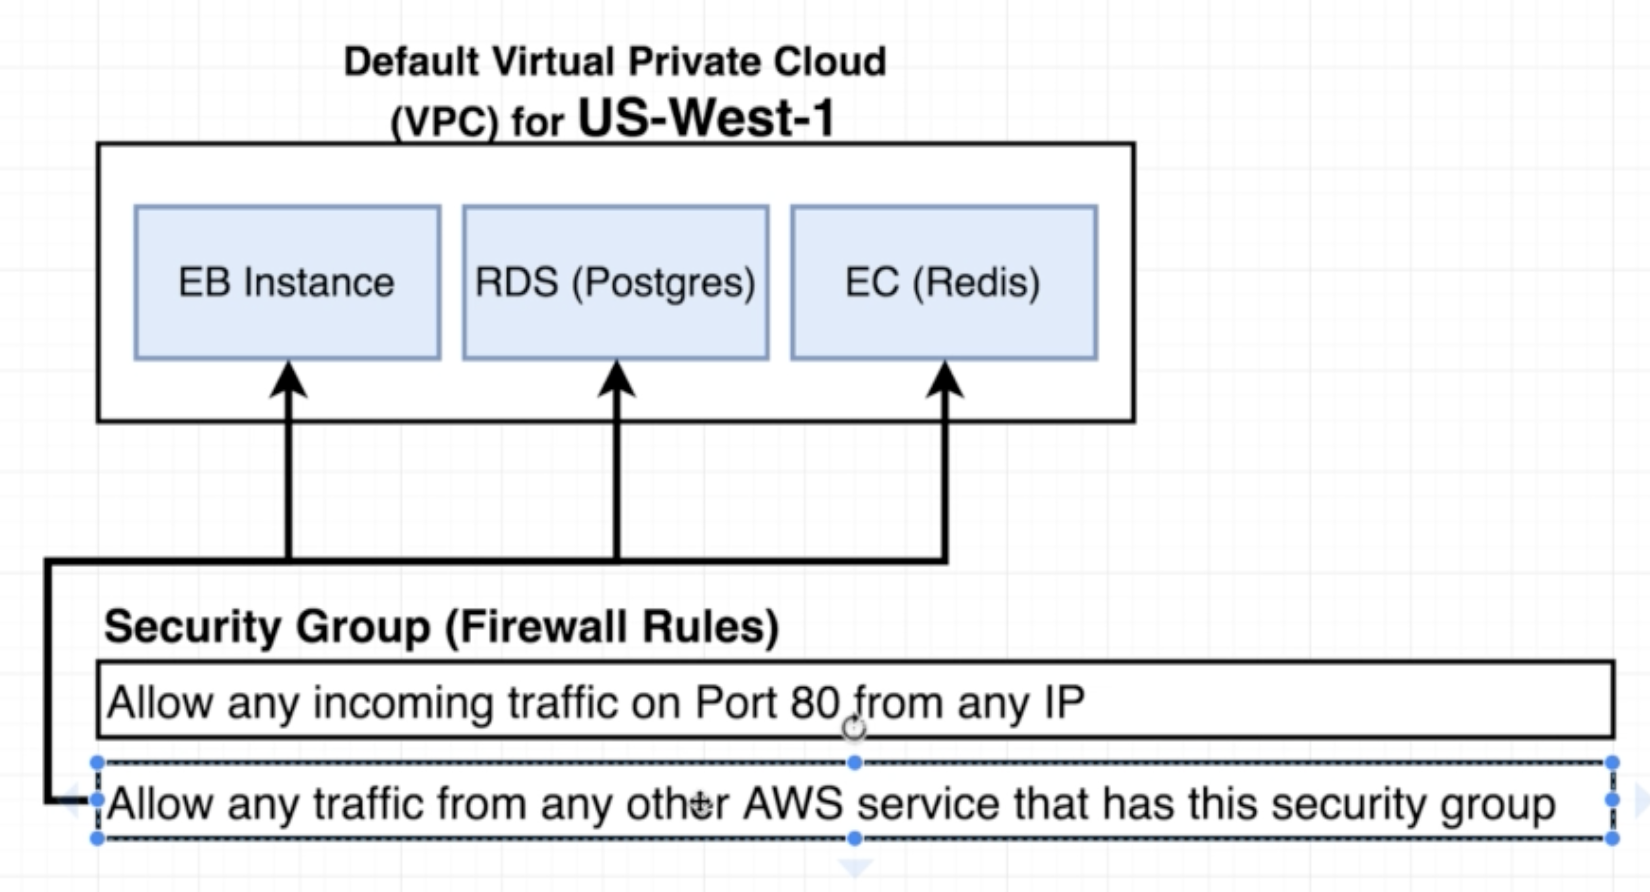 Default Virtual Private Cloud
(VPC) for US-West-1
EB Instance
RDS (Postgres)
EC (Redis)
Security Group (Firewall Rules)
Allow any incoming traffic on Port 80 from any IP
Allow any traffic from any other AWS service that has this security group